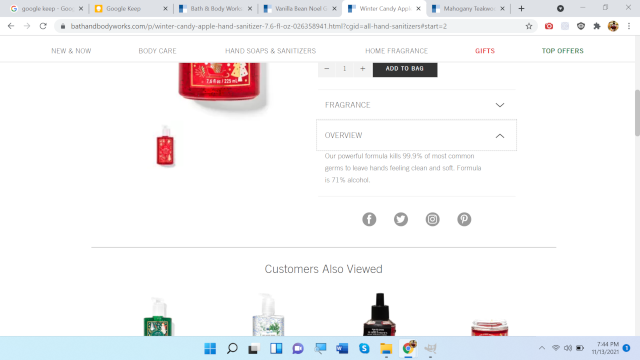 google keep - Goog
Google Keep
Bath & Body Works
Vanilla Bean Noel G
Winter Candy Apple
Mahogany Teakwo
bathandbodyworks.com/p/winter-candy-apple-hand-sanitizer-7.6-fl-oz-026358941.html?cgid=all-hand-sanitizers#start=2
NEW & NOW
BODY CARE
HAND SOAPS & SANITIZERS
HOME FRAGRANCE
GIFTS
TOP OFFERS
7.6 fl oz / 225 mL
− 1 + ADD TO BAG
FRAGRANCE
OVERVIEW
Our powerful formula kills 99.9% of most common
germs to leave hands feeling clean and soft. Formula
is 71% alcohol.
Customers Also Viewed
7:44 PM
11/13/2021